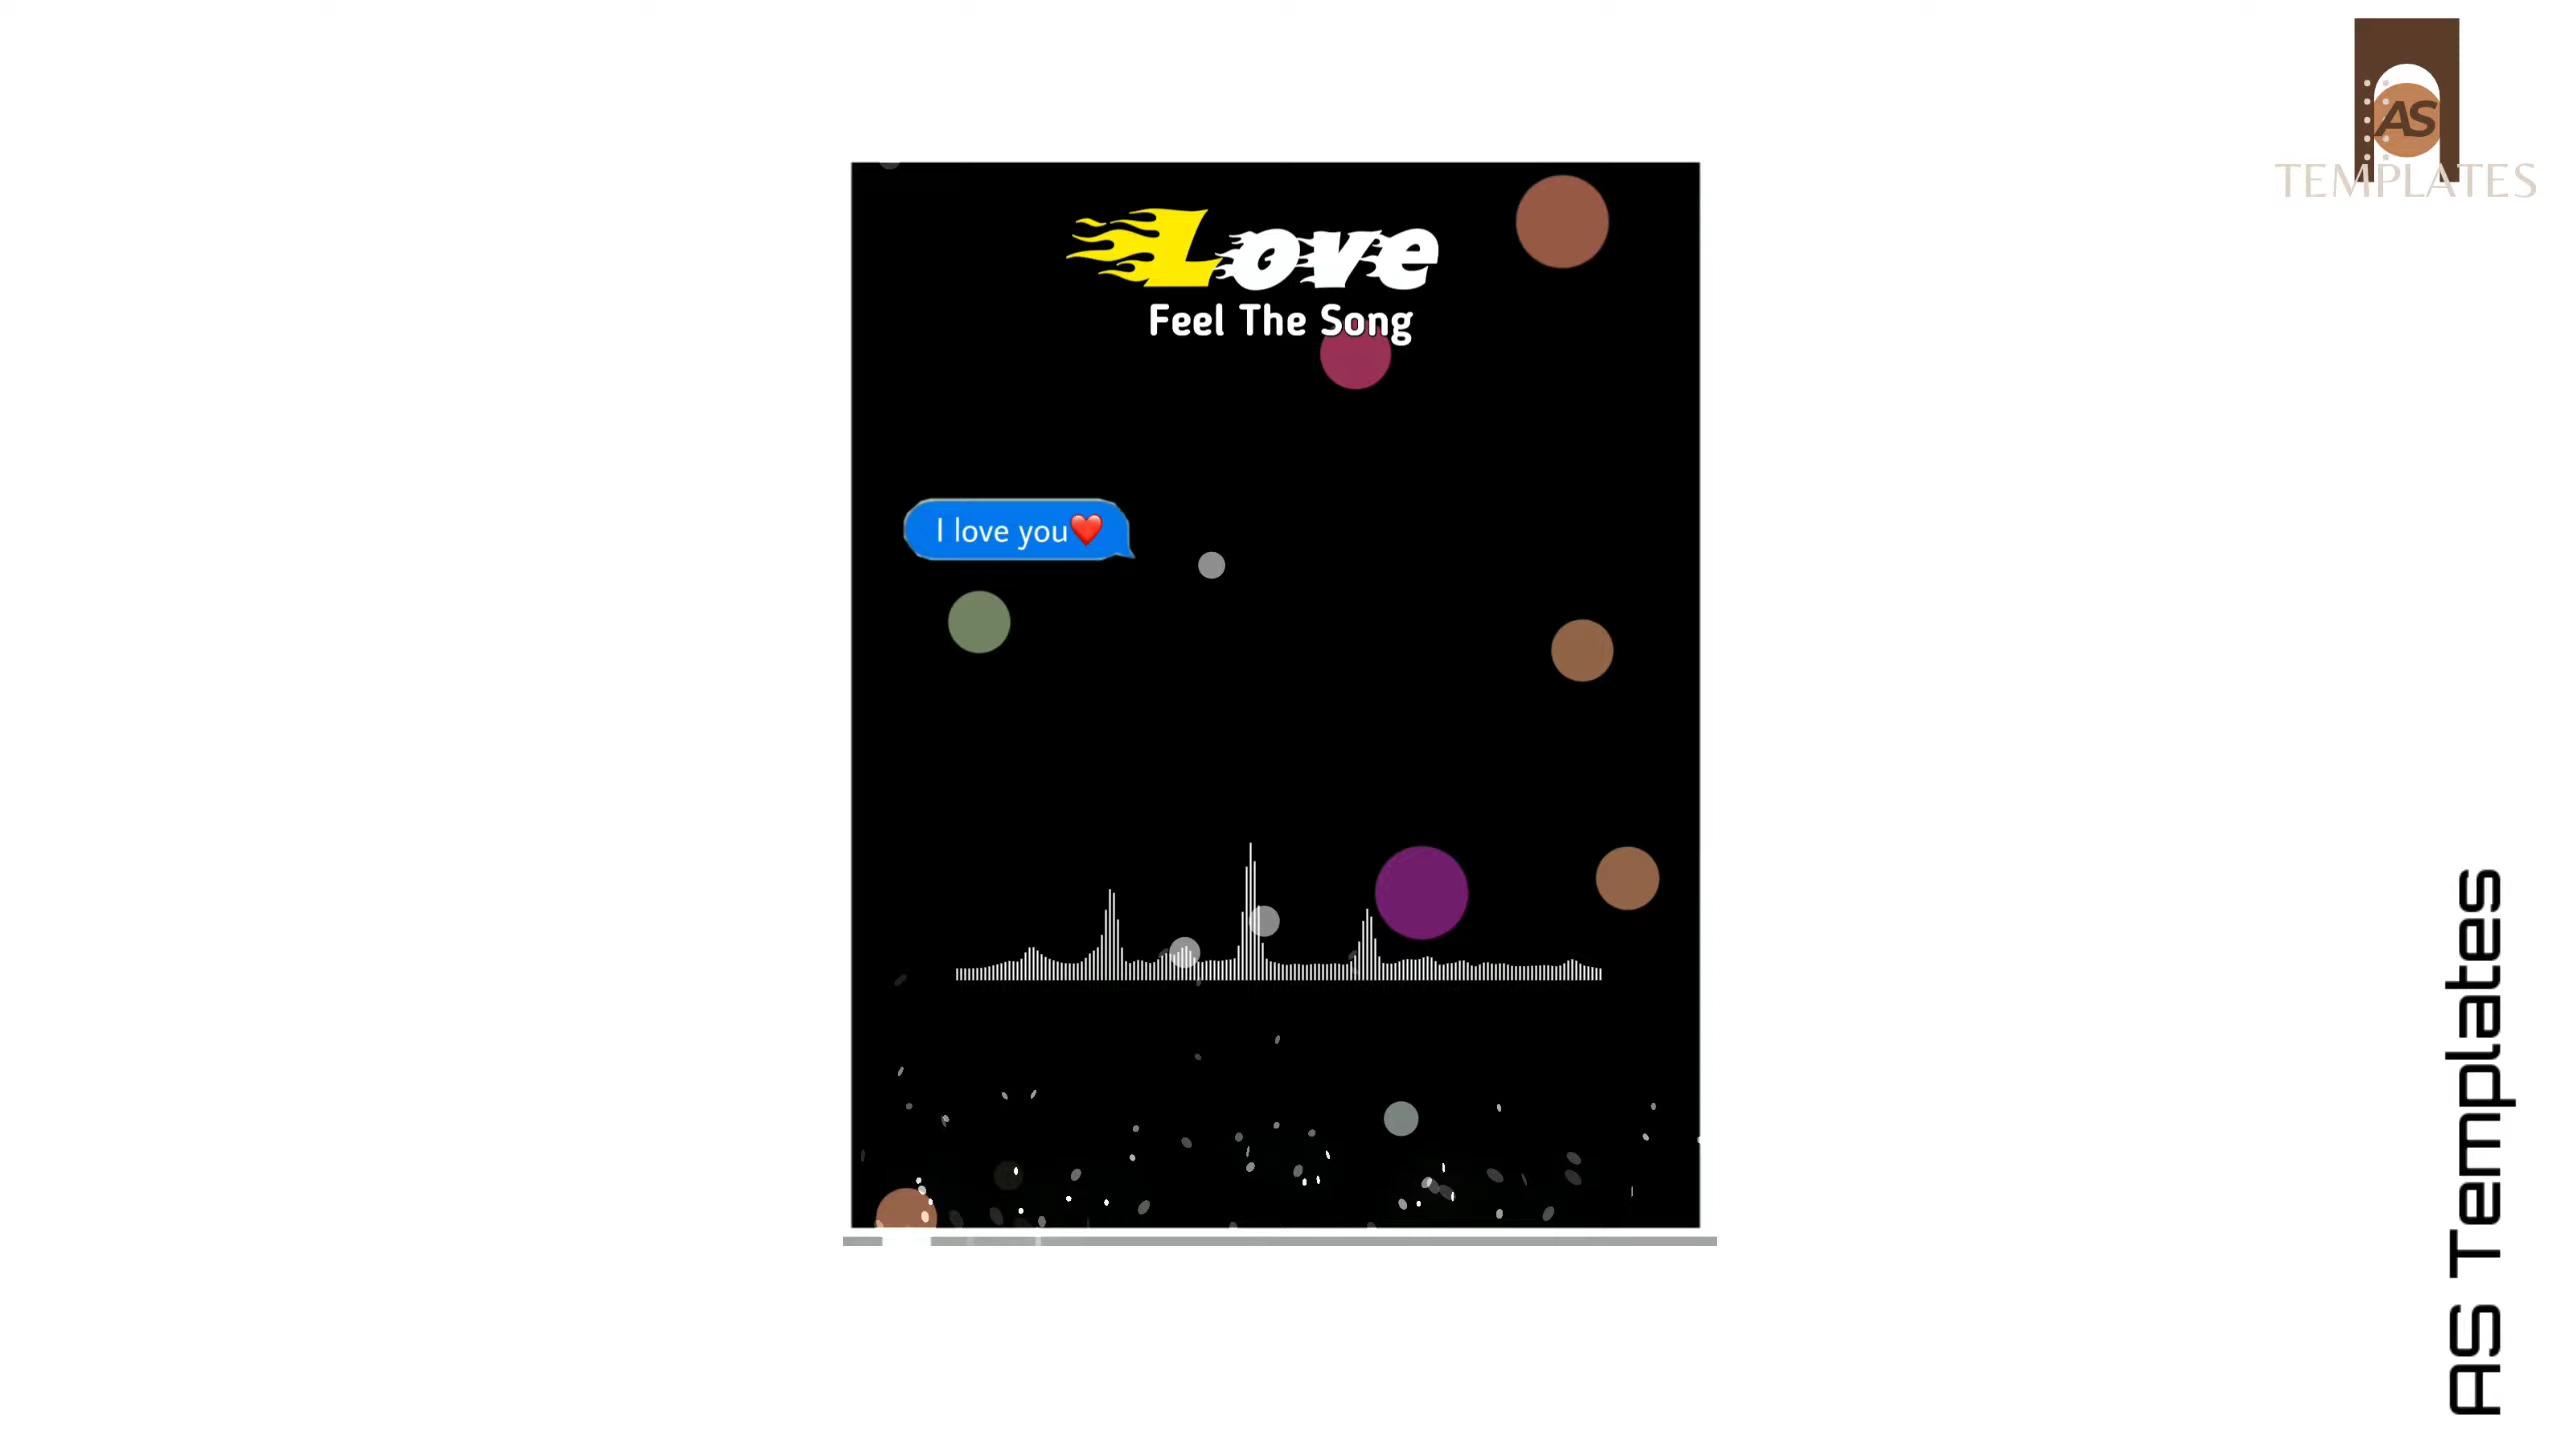 AS
TEMPLATES
Love
Feel The Song
I love you❤️
AS Templates